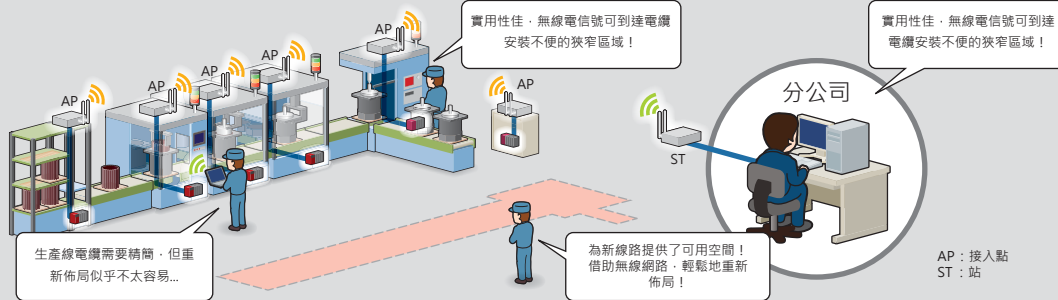 實用性佳，無線電信號可到達電纜
安裝不便的狹窄區域！
實用性佳，無線電信號可到達
電纜安裝不便的狹窄區域！
AP
AP
AP
AP
AP
AP
分公司
ST
生產線電纜需要精簡，但重
新佈局似乎不太容易...
為新線路提供了可用空間！
借助無線網路，輕鬆地重新
佈局！
AP：接入點
ST：站